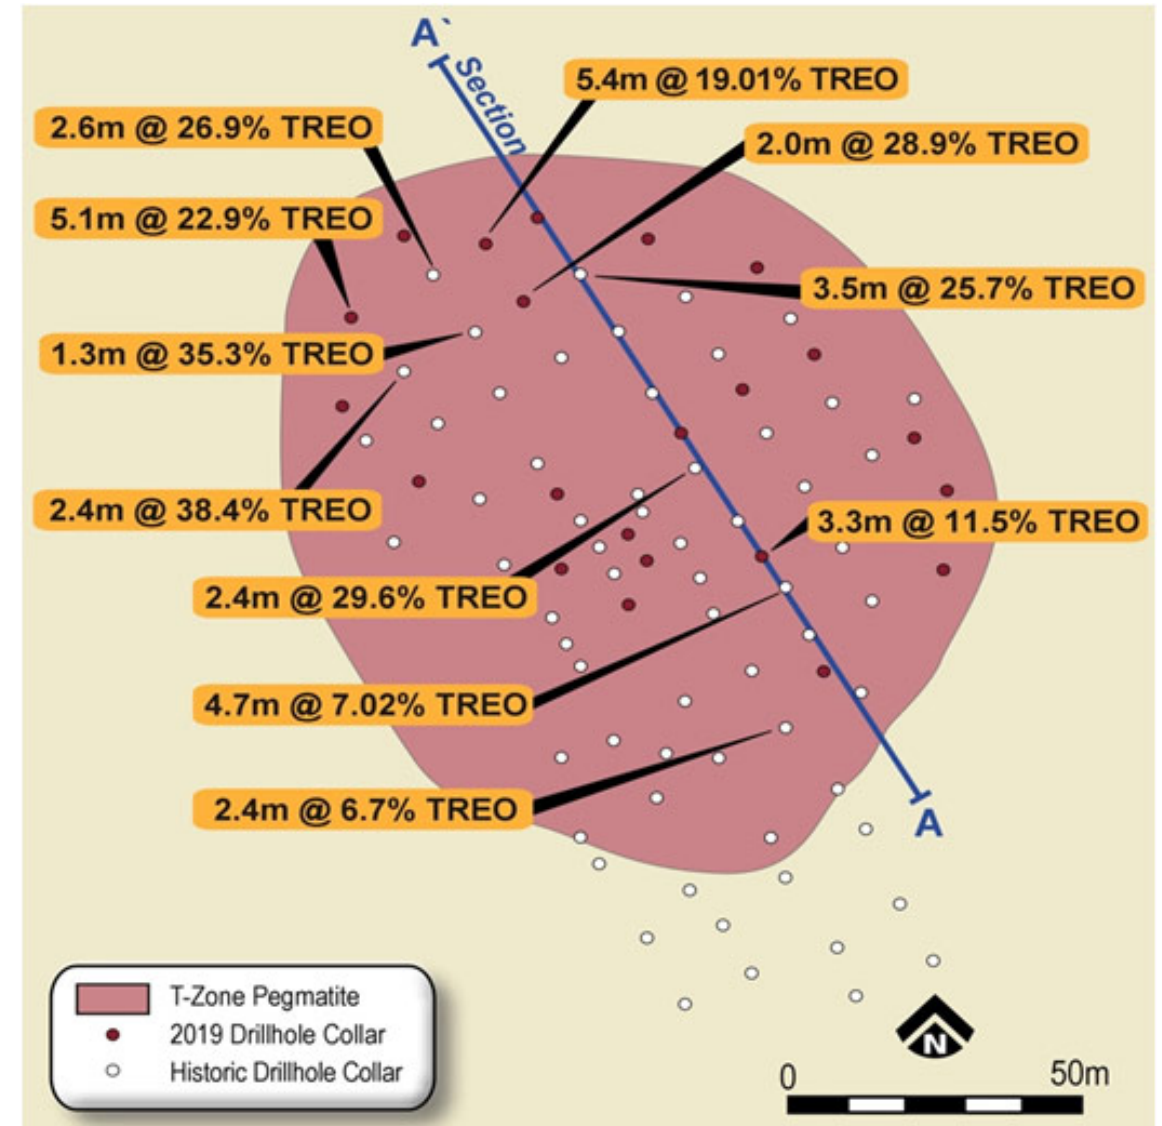 A`
Section
5.4m @ 19.01% TREO
2.6m @ 26.9% TREO
2.0m @ 28.9% TREO
5.1m @ 22.9% TREO
3.5m @ 25.7% TREO
1.3m @ 35.3% TREO
2.4m @ 38.4% TREO
3.3m @ 11.5% TREO
2.4m @ 29.6% TREO
4.7m @ 7.02% TREO
2.4m @ 6.7% TREO
A
T-Zone Pegmatite
2019 Drillhole Collar
Historic Drillhole Collar
N
0 50m